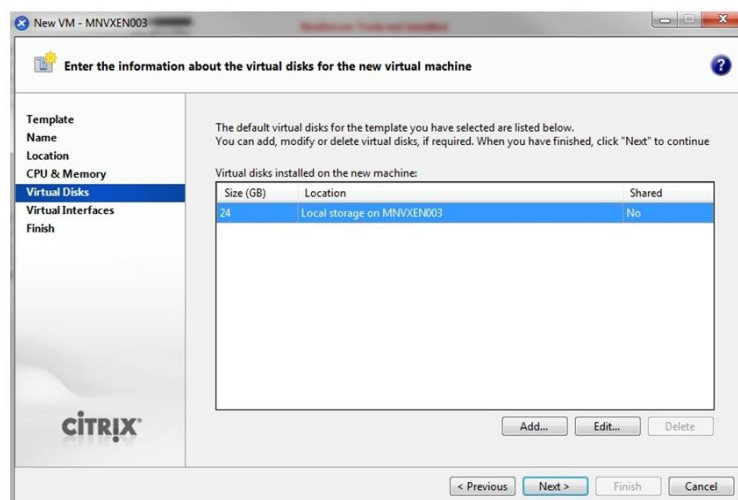 New VM - MNVXEN003
Enter the information about the virtual disks for the new virtual machine
?
Template
Name
Location
CPU & Memory
Virtual Disks
Virtual Interfaces
Finish
The default virtual disks for the template you have selected are listed below.
You can add, modify or delete virtual disks, if required. When you have finished, click "Next" to continue
Virtual disks installed on the new machine:
Size (GB) Location Shared
24 Local storage on MNVXEN003 No
CİTRIX
Add... Edit... Delete
< Previous Next > Finish Cancel